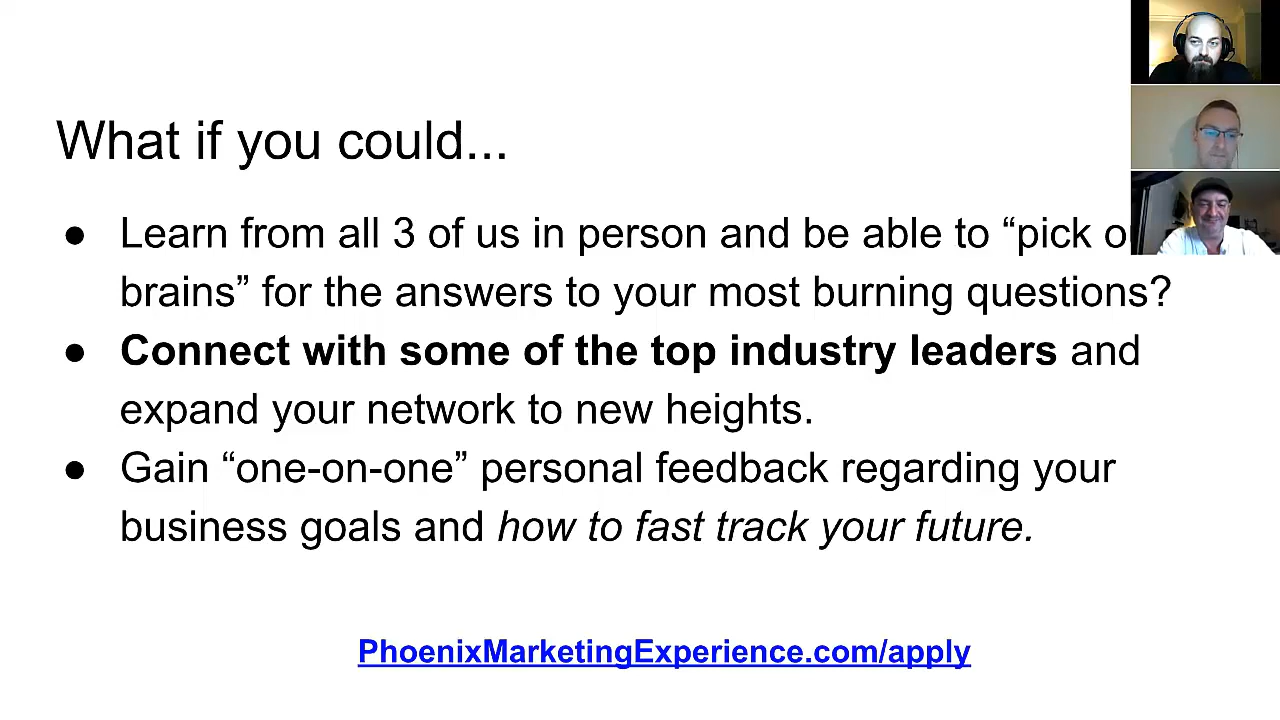 What if you could...
● Learn from all 3 of us in person and be able to “pick
brains” for the answers to your most burning questions?
● Connect with some of the top industry leaders and
expand your network to new heights.
● Gain “one-on-one” personal feedback regarding your
business goals and how to fast track your future.
PhoenixMarketingExperience.com/apply